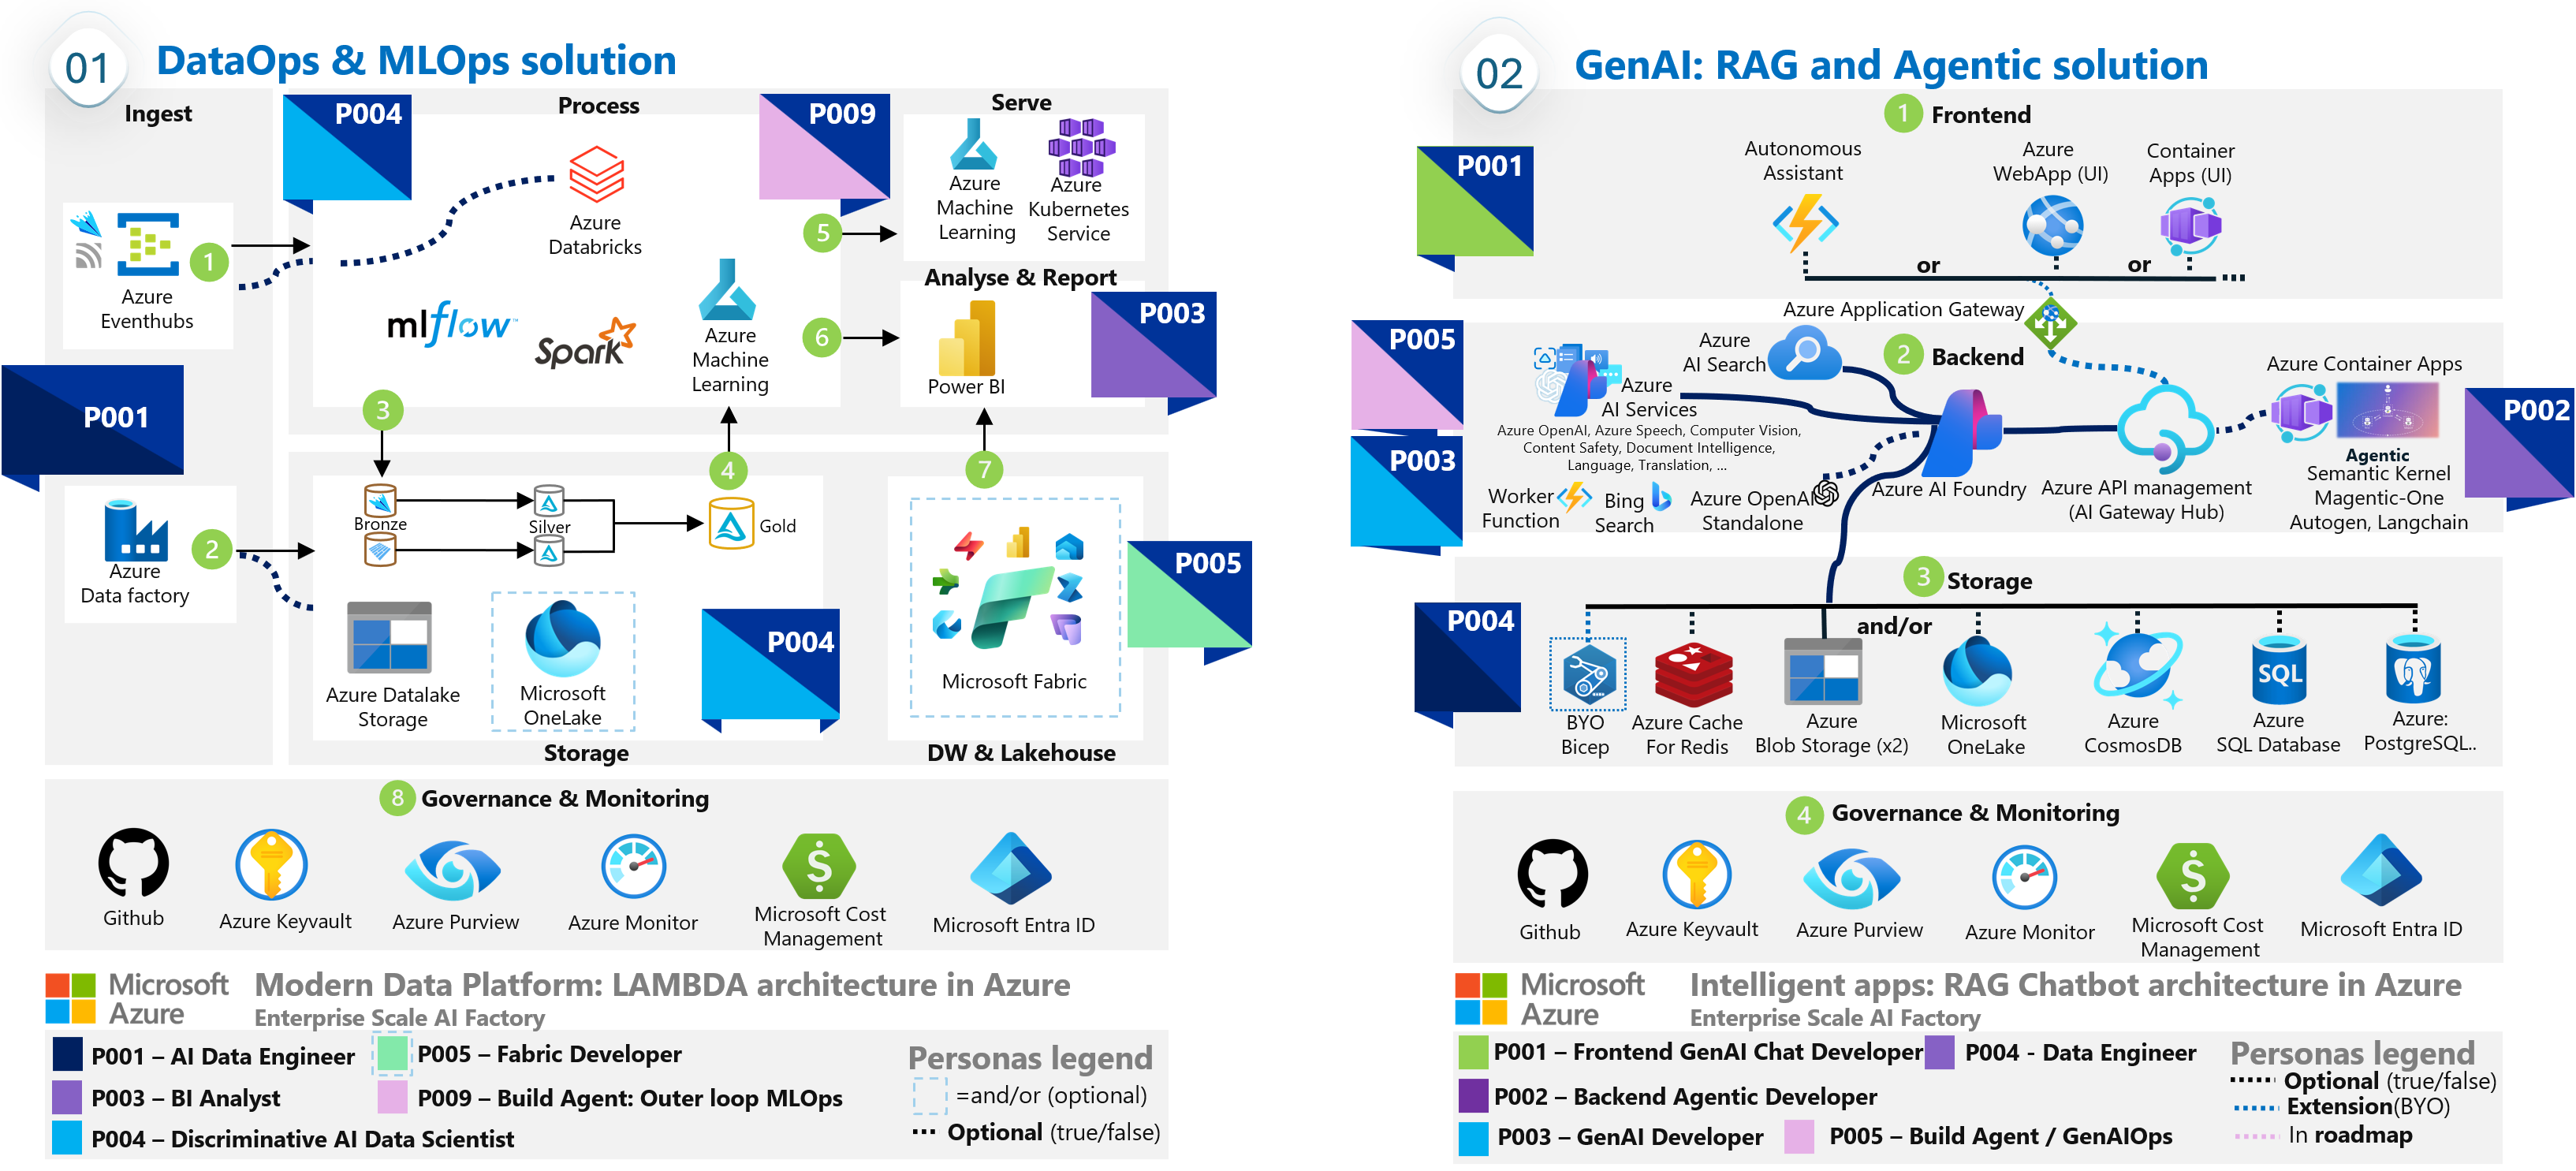 01
DataOps & MLOps solution
Ingest
P004
Process
P009
Serve
Azure
Databricks
Azure
Machine
Learning
Azure
Kubernetes
Service
1
Azure
Eventhubs
5
mlflow™
Spark
Azure
Machine
Learning
6
Analyse & Report
Power BI
P003
P001
3
4
7
2
Azure
Data factory
Bronze
Silver
Gold
Azure Datalake
Storage
Microsoft
OneLake
P004
Storage
Microsoft Fabric
P005
DW & Lakehouse
8
Governance & Monitoring
Github
Azure Keyvault
Azure Purview
Azure Monitor
Microsoft Cost
Management
Microsoft Entra ID
Microsoft
Azure
Modern Data Platform: LAMBDA architecture in Azure
Enterprise Scale AI Factory
P001 – AI Data Engineer
P005 – Fabric Developer
P003 – BI Analyst
P009 – Build Agent: Outer loop MLOps
P004 – Discriminative AI Data Scientist
Personas legend
=and/or (optional)
Optional (true/false)
02
GenAI: RAG and Agentic solution
1
Frontend
P001
Autonomous
Assistant
Azure
WebApp (UI)
Container
Apps (UI)
or
or
Azure Application Gateway
P005
Azure
AI Search
2
Backend
Azure
AI Services
Azure OpenAI, Azure Speech, Computer Vision,
Content Safety, Document Intelligence,
Language, Translation, ...
P003
Worker
Function
Bing
Search
Azure OpenAI
Standalone
Azure AI Foundry
Azure API management
(AI Gateway Hub)
Azure Container Apps
Agentic
Semantic Kernel
Magentic-One
Autogen, Langchain
P002
3
Storage
P004
and/or
BYO
Bicep
Azure Cache
For Redis
Azure
Blob Storage (x2)
Microsoft
OneLake
Azure
CosmosDB
SQL
Azure
SQL Database
Azure:
PostgreSQL..
4
Governance & Monitoring
Github
Azure Keyvault
Azure Purview
Azure Monitor
Microsoft Cost
Management
Microsoft Entra ID
Microsoft
Azure
Intelligent apps: RAG Chatbot architecture in Azure
Enterprise Scale AI Factory
P001 – Frontend GenAI Chat Developer
P004 - Data Engineer
P002 – Backend Agentic Developer
P003 – GenAI Developer
P005 – Build Agent / GenAIOps
Personas legend
Optional (true/false)
Extension(BYO)
In roadmap